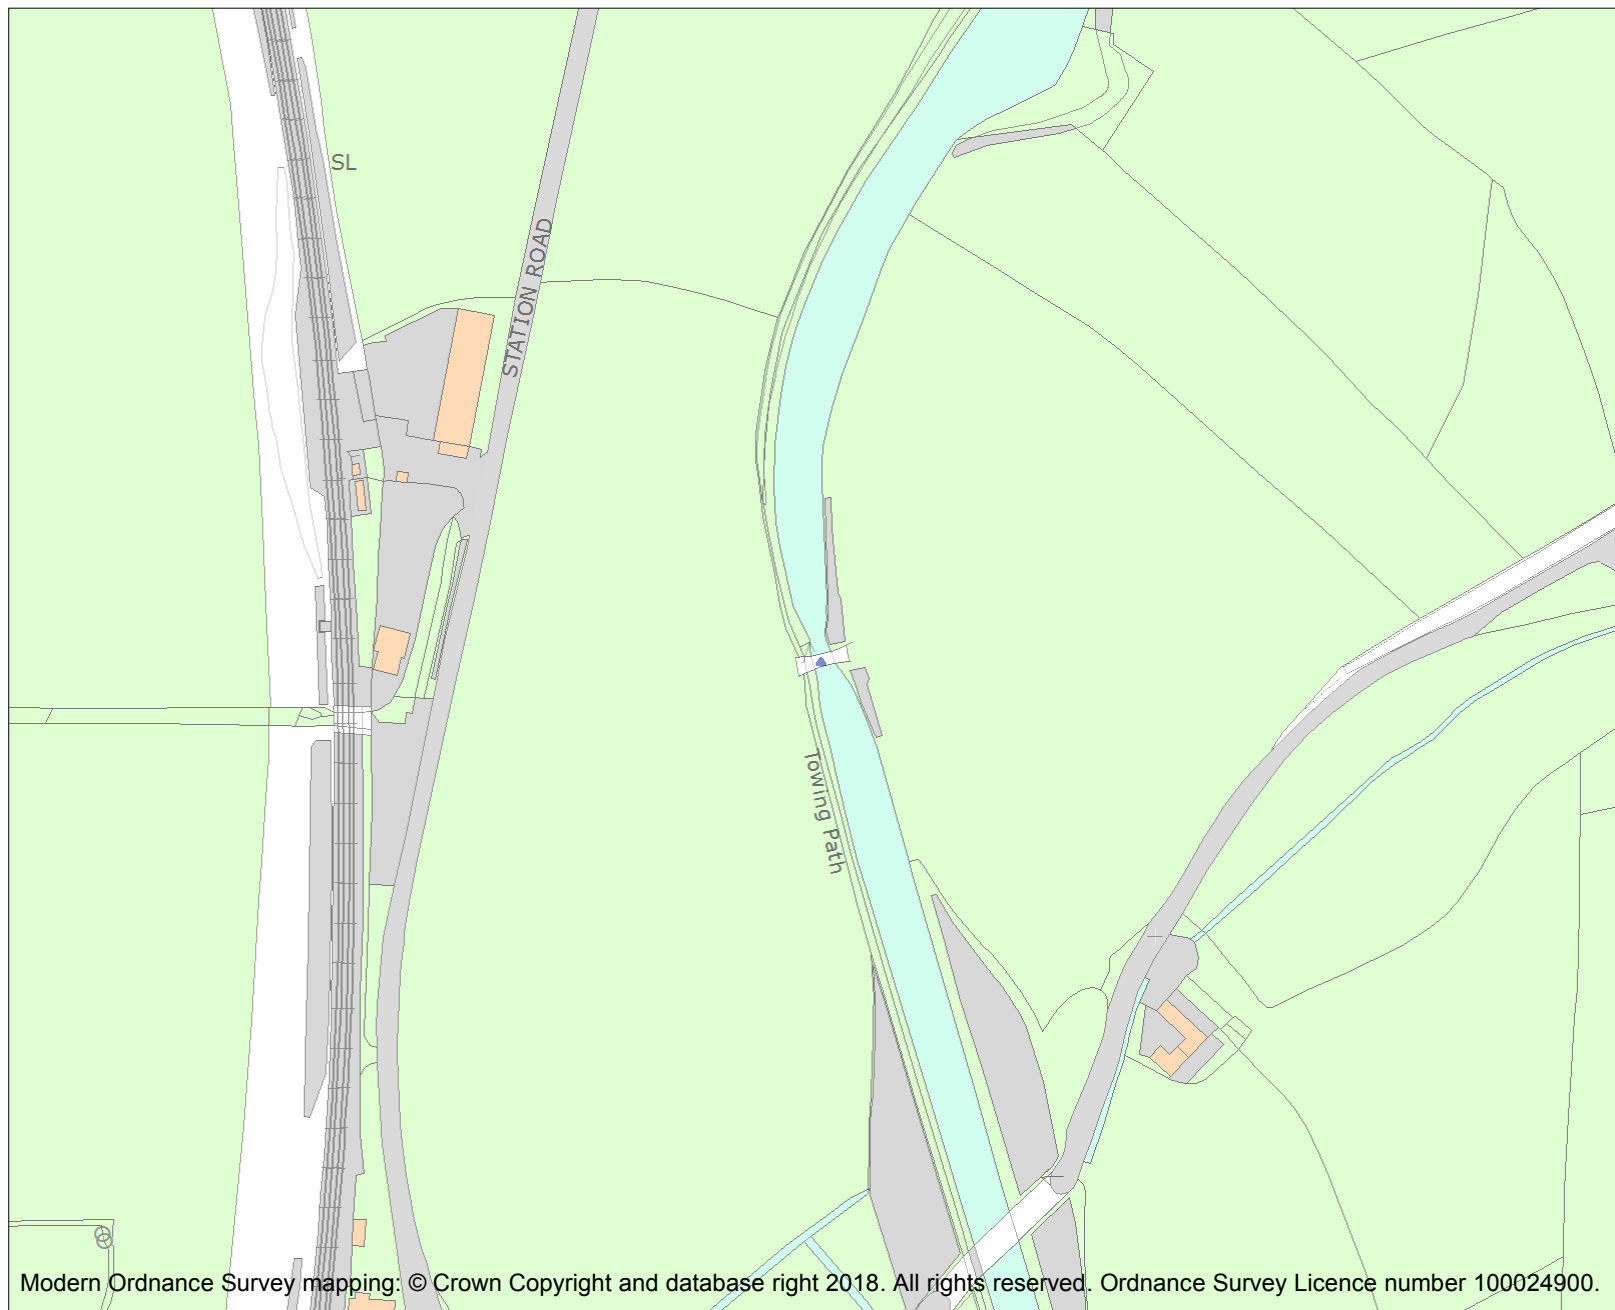 SL
STATION ROAD
Towing Path
Modern Ordnance Survey mapping: © Crown Copyright and database right 2018. All rights reserved. Ordnance Survey Licence number 100024900.